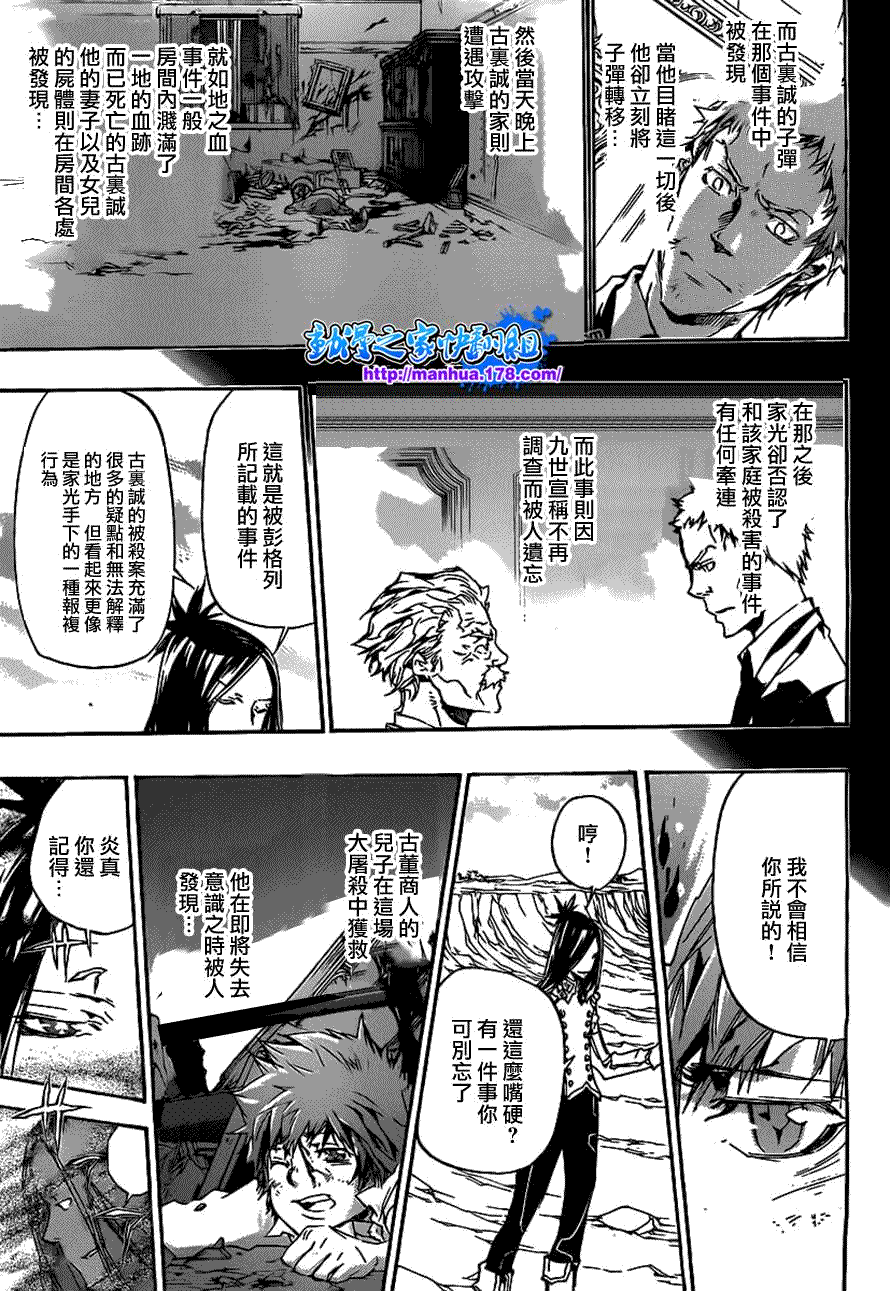 而古裏誠的子彈
在那個事件中
被發現
當他目睹這一切後
他卻立刻將
子彈轉移…
然後當天晚上
古裏誠的家則
遭遇攻擊
就如地之血
事件一般
房間內濺滿了
一地的血跡
而已死亡的古裏誠
他的妻子以及女兒
的屍體則在房間各處
被發現…
動漫之家快翻組
http://manhua.178.com/
在那之後
家光卻否認了
和該家庭被殺害的事件
有任何牽連
而此事則因
九世宣稱不再
調查而被人遺忘
這就是被彭格列
所記載的事件
古裏誠的被殺案充滿了
很多的疑點和無法解釋
的地方 但看起來更像
是家光手下的一種報複
行為
我不會相信
你所説的!
哼!
還這麼嘴硬?
有一件事你
可別忘了
古董商人的
兒子在這場
大屠殺中獲救
他在即將失去
意識之時被人
發現…
炎真
你還
記得…